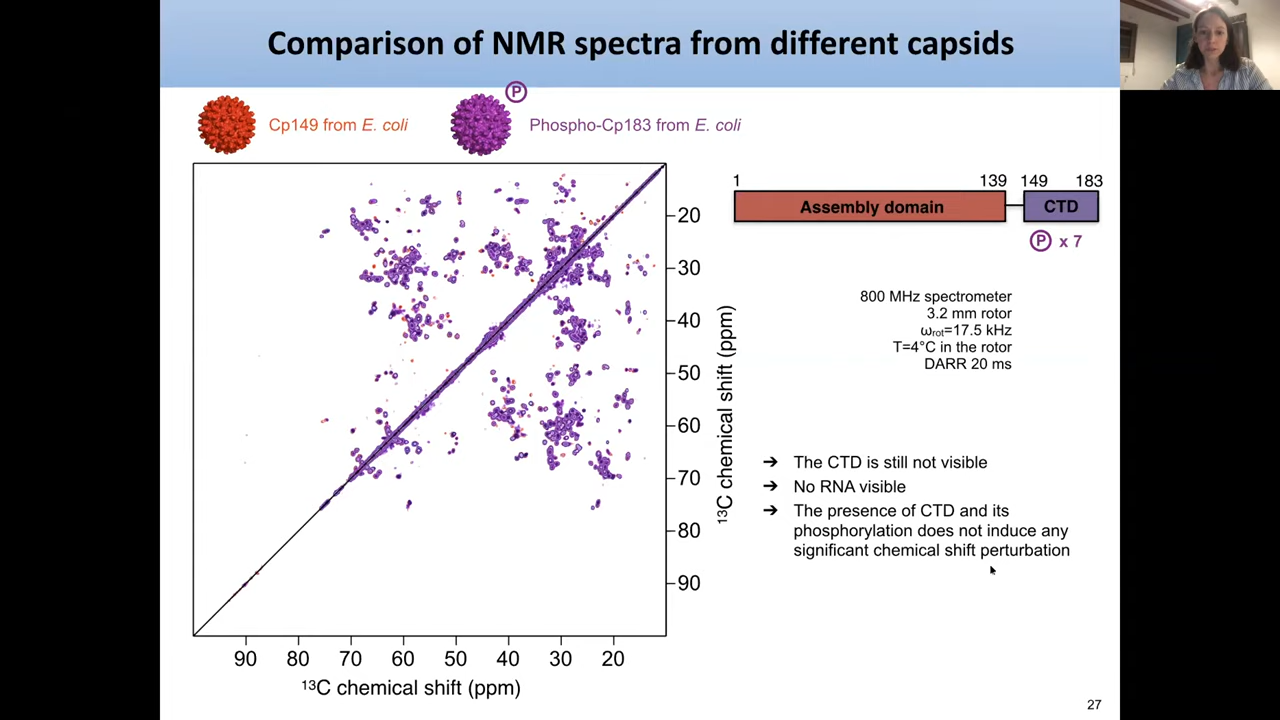 Comparison of NMR spectra from different capsids
P
Cp149 from E. coli
Phospho-Cp183 from E. coli
1
139
149
183
Assembly domain
CTD
P x 7
20
30
40
50
60
70
80
90
¹³C chemical shift (ppm)
90
80
70
60
50
40
30
20
¹³C chemical shift (ppm)
800 MHz spectrometer
3.2 mm rotor
ωrot=17.5 kHz
T=4°C in the rotor
DARR 20 ms
➔ The CTD is still not visible
➔ No RNA visible
➔ The presence of CTD and its
phosphorylation does not induce any
significant chemical shift perturbation
27